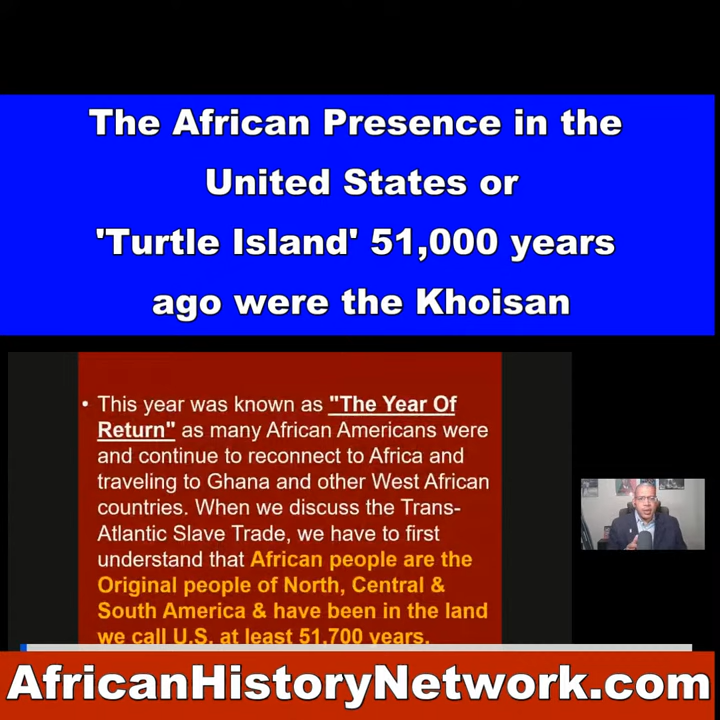 The African Presence in the
United States or
'Turtle Island' 51,000 years
ago were the Khoisan
• This year was known as "The Year Of
Return" as many African Americans were
and continue to reconnect to Africa and
traveling to Ghana and other West African
countries. When we discuss the Trans-
Atlantic Slave Trade, we have to first
understand that African people are the
Original people of North, Central &
South America & have been in the land
we call U.S. at least 51,700 years.
AfricanHistoryNetwork.com